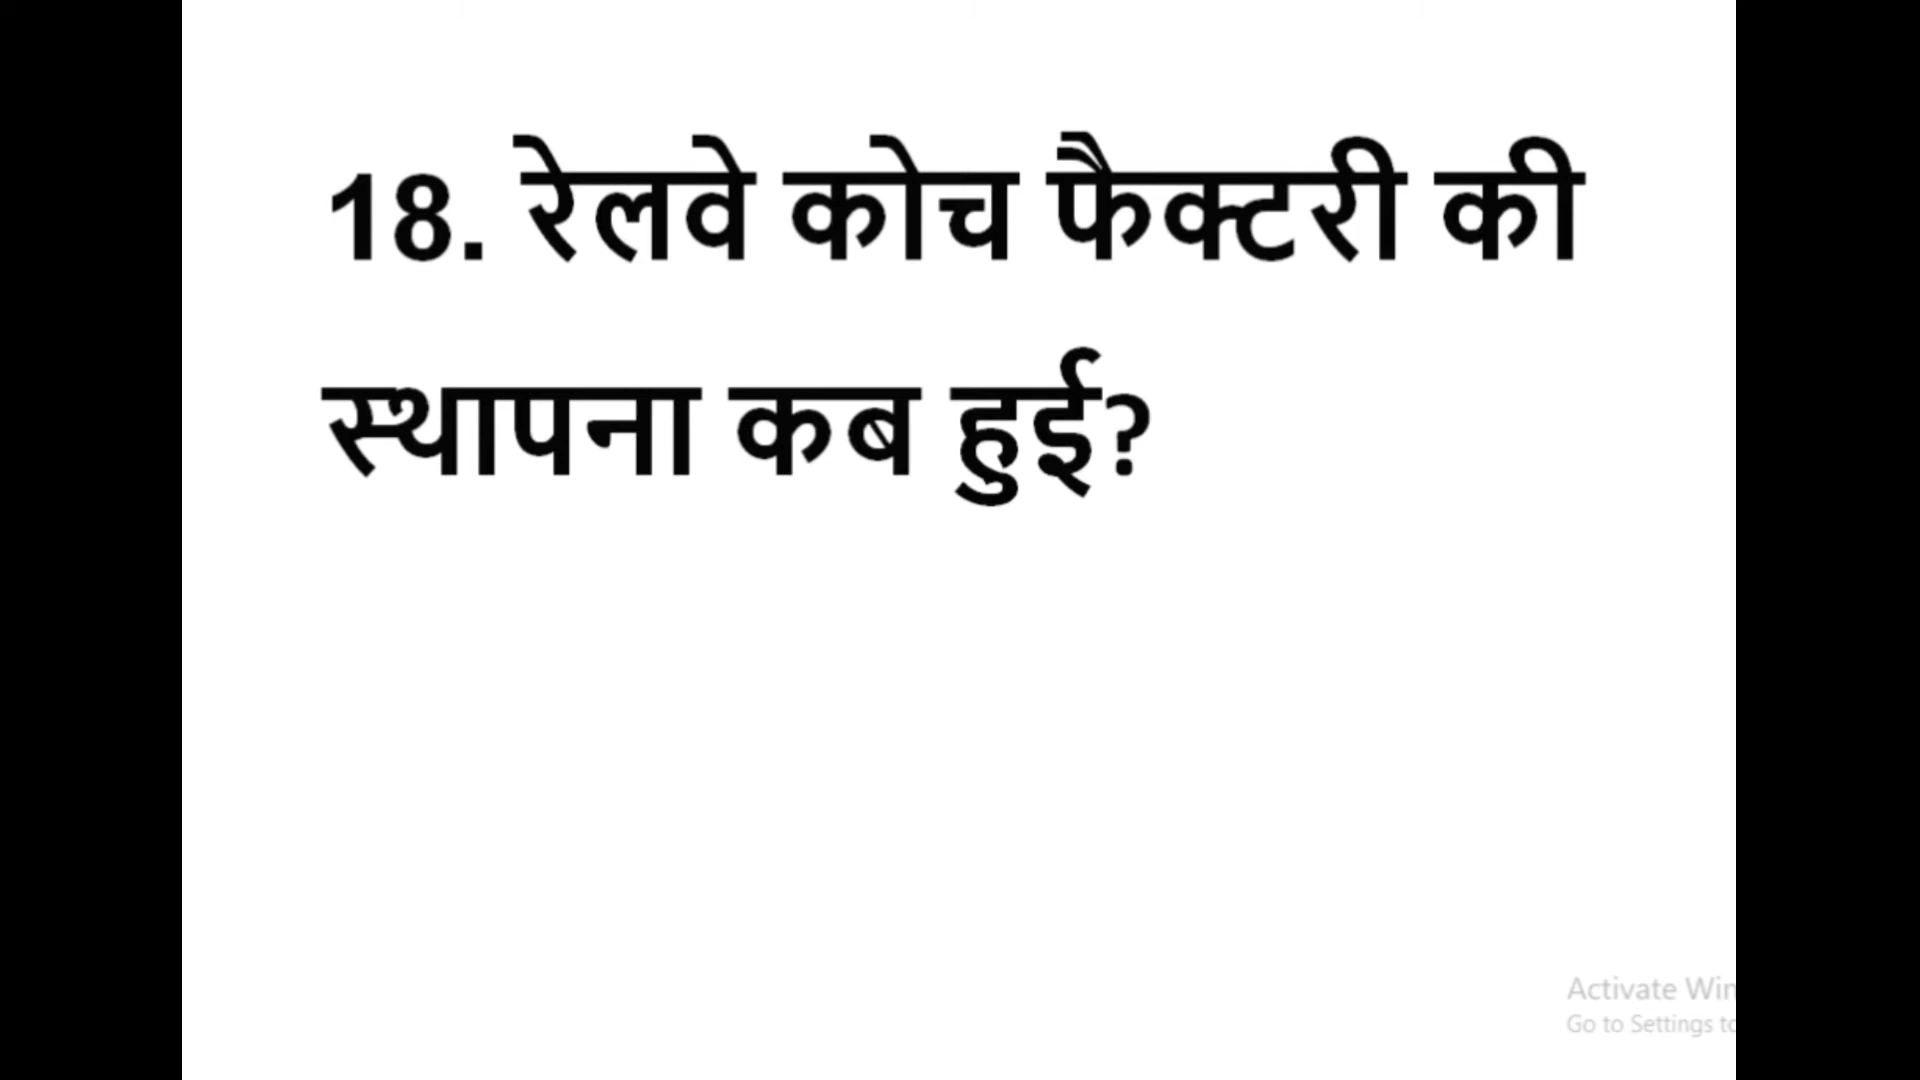 18. रेलवे कोच फैक्टरी की
स्थापना कब हुई?
Activate Win
Go to Settings to